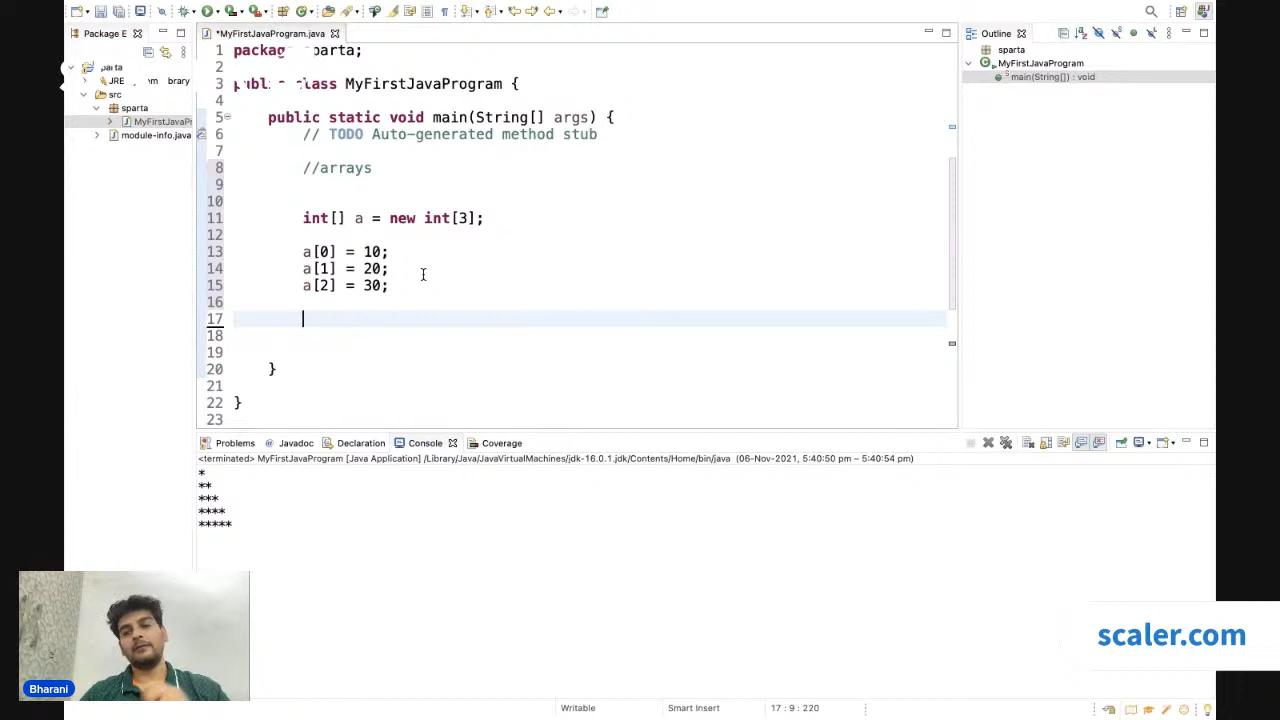 *MyFirstJavaProgram.java
Package E
Outline
sparta
MyFirstJavaProgram
main(String[]) : void
JRE
src
sparta
MyFirstJavaPr
module-info.java
1 sparta;
2
3 class MyFirstJavaProgram {
4
5 public static void main(String[] args) {
6 // TODO Auto-generated method stub
7
8 //arrays
9
10
11 int[] a = new int[3];
12
13 a[0] = 10;
14 a[1] = 20;
15 a[2] = 30;
16
17
18
19
20 }
21
22 }
23
Problems @ Javadoc Declaration Console Coverage
<terminated> MyFirstJavaProgram [Java Application] /Library/Java/JavaVirtualMachines/jdk-16.0.1.jdk/Contents/Home/bin/java (06-Nov-2021, 5:40:50 pm – 5:40:54 pm)
*
**
***
****
*****
scaler.com
Bharani
Writable Smart Insert 17 : 9 : 220